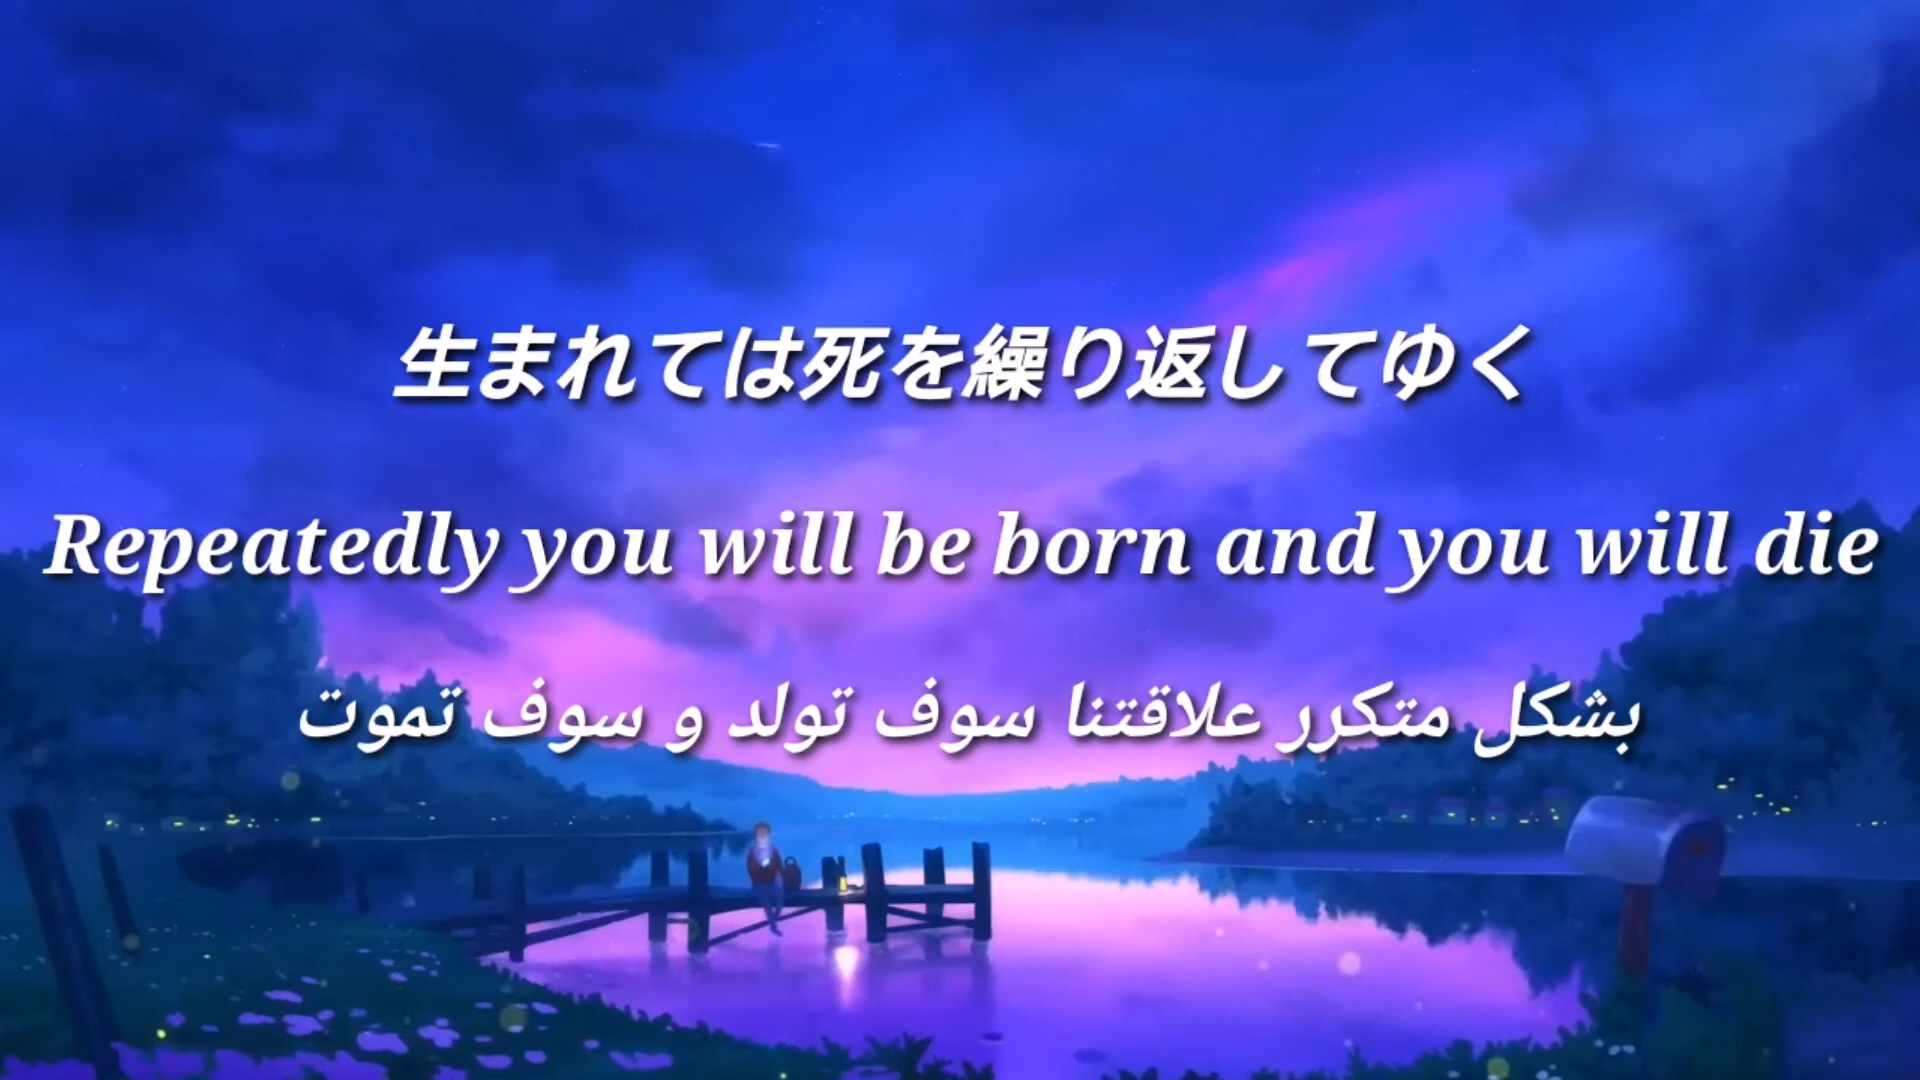 生まれては死を繰り返してゆく
Repeatedly you will be born and you will die
بشكل متكرر علاقتنا سوف تولد و سوف تموت